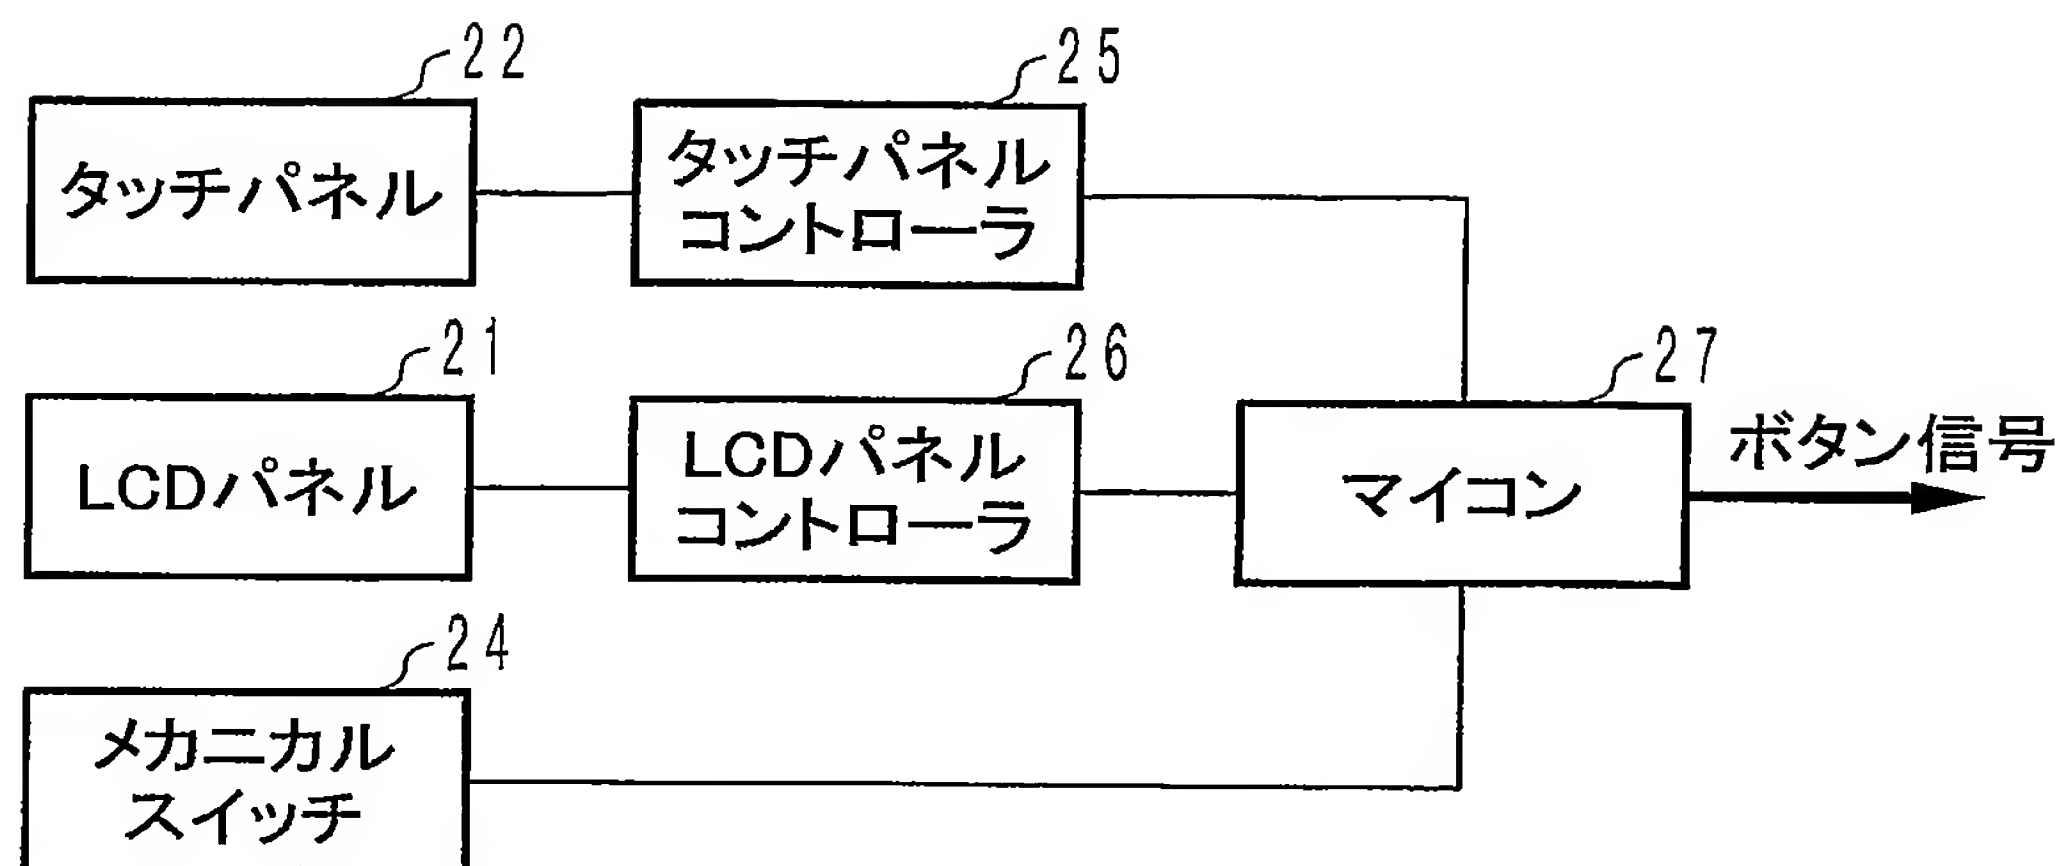 22
タッチパネル
25
タッチパネル
コントローラ
21
LCDパネル
26
LCDパネル
コントローラ
27
マイコン
ボタン信号
24
メカニカル
スイッチ